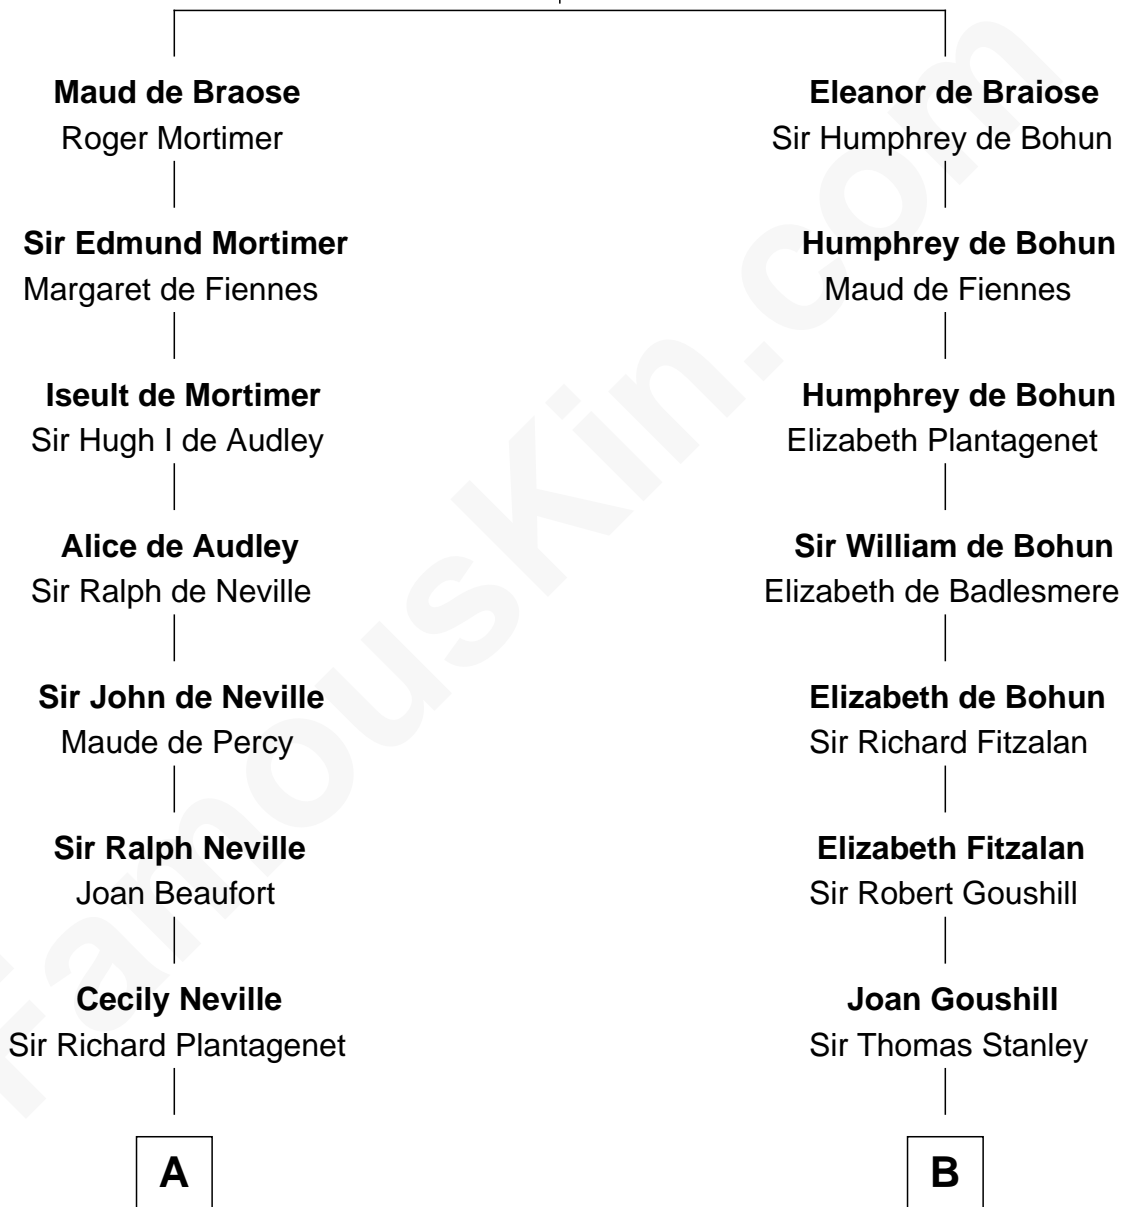 Maud de Braose
Roger Mortimer
Sir Edmund Mortimer
Margaret de Fiennes
Iseult de Mortimer
Sir Hugh I de Audley
Alice de Audley
Sir Ralph de Neville
Sir John de Neville
Maude de Percy
Sir Ralph Neville
Joan Beaufort
Cecily Neville
Sir Richard Plantagenet
A
Eleanor de Braiose
Sir Humphrey de Bohun
Humphrey de Bohun
Maud de Fiennes
Humphrey de Bohun
Elizabeth Plantagenet
Sir William de Bohun
Elizabeth de Badlesmere
Elizabeth de Bohun
Sir Richard Fitzalan
Elizabeth Fitzalan
Sir Robert Goushill
Joan Goushill
Sir Thomas Stanley
B
FamousKin.com